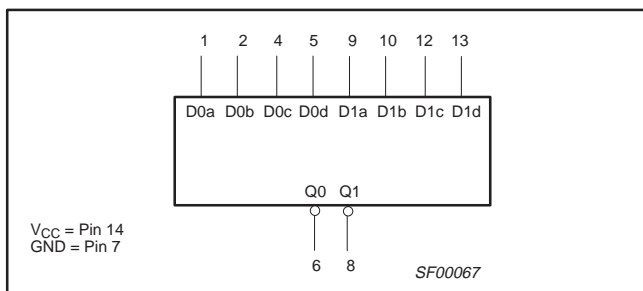 1 2 4 5 9 10 12 13
D0a D0b D0c D0d D1a D1b D1c D1d
Q0 Q1
VCC = Pin 14
GND = Pin 7
6 8
SF00067